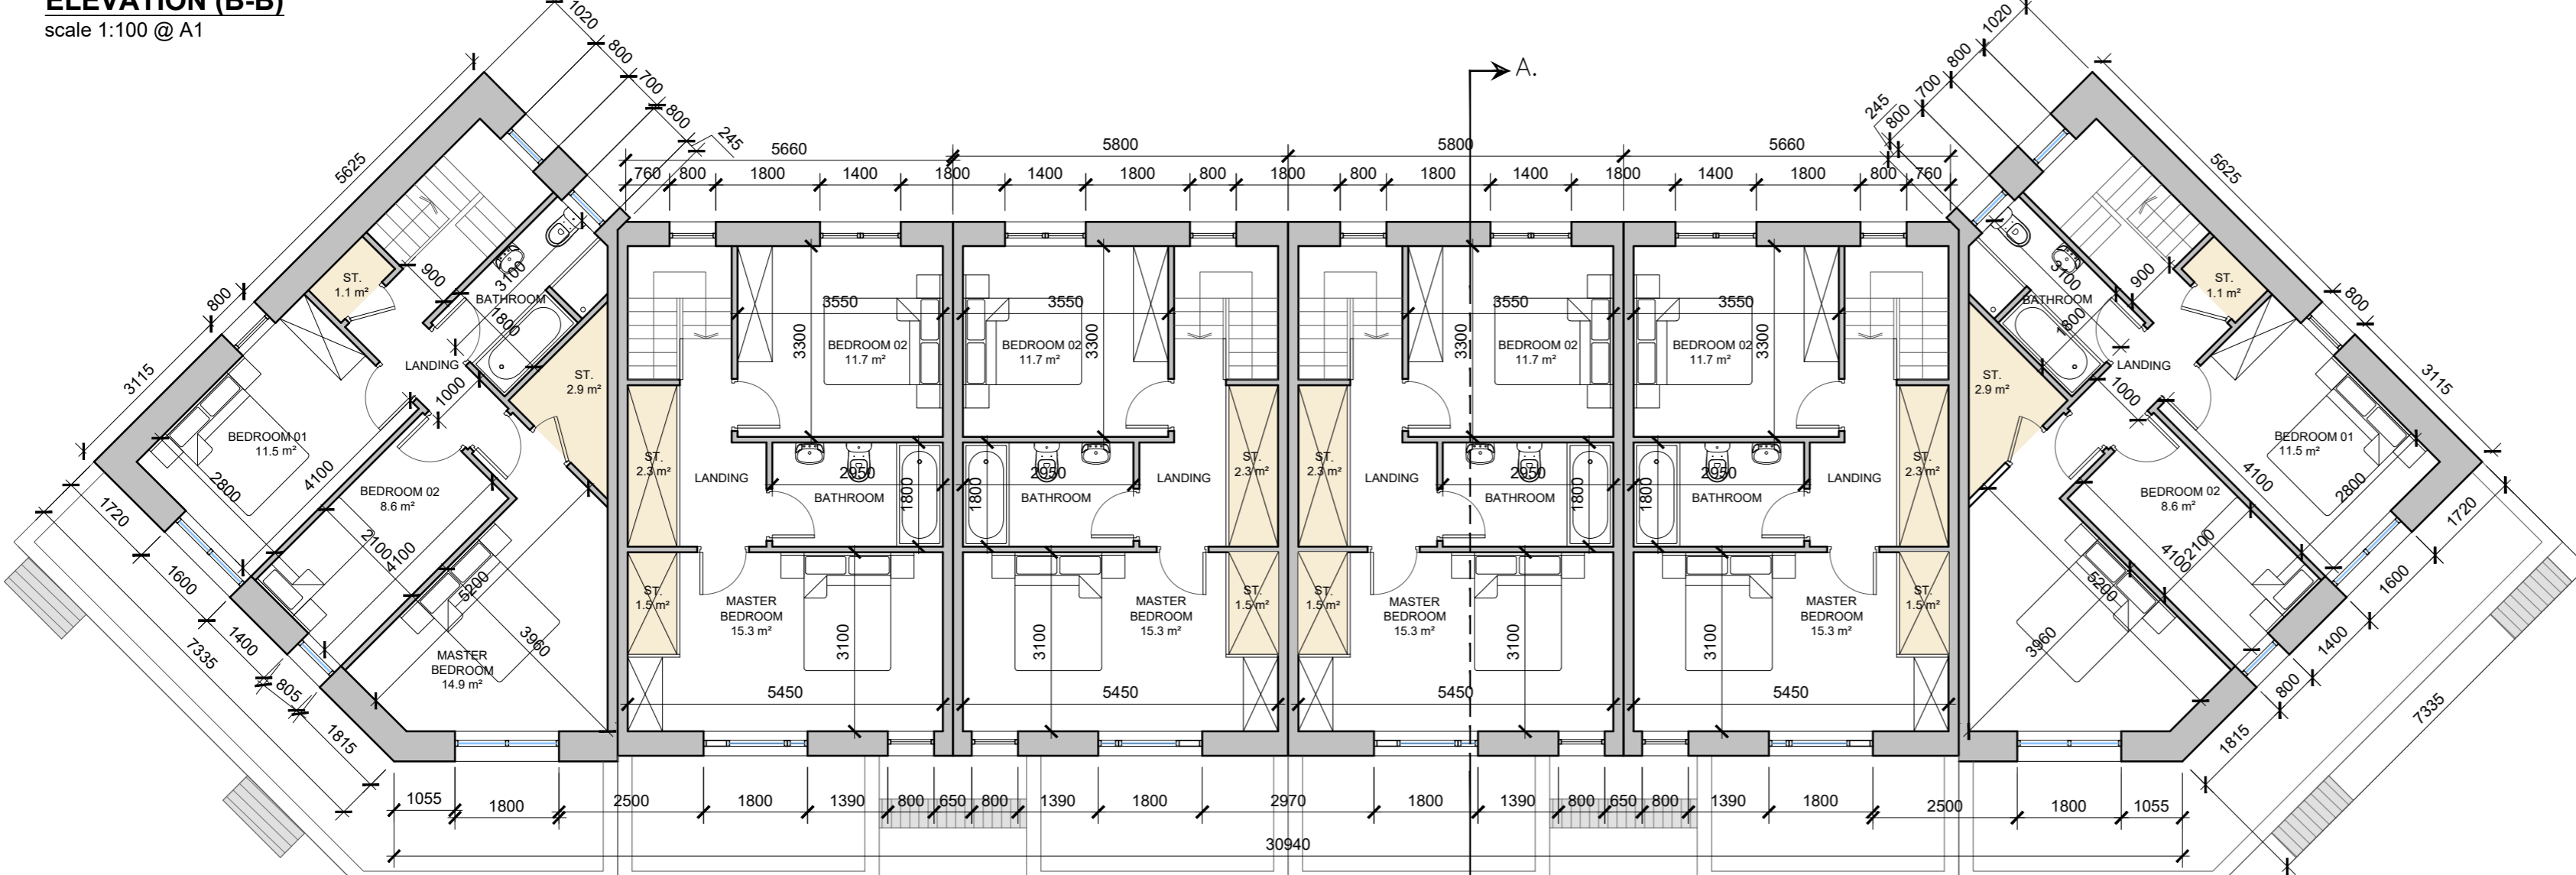 ELEVATION (B-B)
scale 1:100 @ A1
A.
1020
800
700
800
245
5625
800
3115
1720
1600
1400
805
1815
7335
5660 5800 5800 5660
760 800 1800 1400 1800 1400 1800 800 1800 800 1800 1400 1800 1400 1800 800 760
1020
800
700
800
245
5625
800
3115
1720
1600
1400
800
1815
7335
ST.
1.1 m²
900
3100
BATHROOM
1800
LANDING
1000
ST.
2.9 m²
BEDROOM 01
11.5 m²
2800
4100
BEDROOM 02
8.6 m²
2100
4100
5200
3960
MASTER
BEDROOM
14.9 m²
3550
3300
BEDROOM 02
11.7 m²
ST.
2.3 m²
LANDING
2950
BATHROOM
1800
ST.
1.5 m²
MASTER
BEDROOM
15.3 m²
3100
5450
3550
3300
BEDROOM 02
11.7 m²
1800
2950
BATHROOM
LANDING
ST.
2.3 m²
3100
MASTER
BEDROOM
15.3 m²
ST.
1.5 m²
5450
3550
3300
BEDROOM 02
11.7 m²
ST.
2.3 m²
LANDING
2950
BATHROOM
1800
ST.
1.5 m²
MASTER
BEDROOM
15.3 m²
3100
5450
3550
3300
BEDROOM 02
11.7 m²
1800
2950
BATHROOM
LANDING
ST.
2.3 m²
3100
MASTER
BEDROOM
15.3 m²
ST.
1.5 m²
5450
ST.
1.1 m²
900
3100
BATHROOM
1800
LANDING
1000
ST.
2.9 m²
BEDROOM 01
11.5 m²
2800
4100
BEDROOM 02
8.6 m²
2100
4100
5200
3960
1055 1800 2500 1800 1390 800 650 800 1390 1800 2970 1800 1390 800 650 800 1390 1800 2500 1800 1055
30940